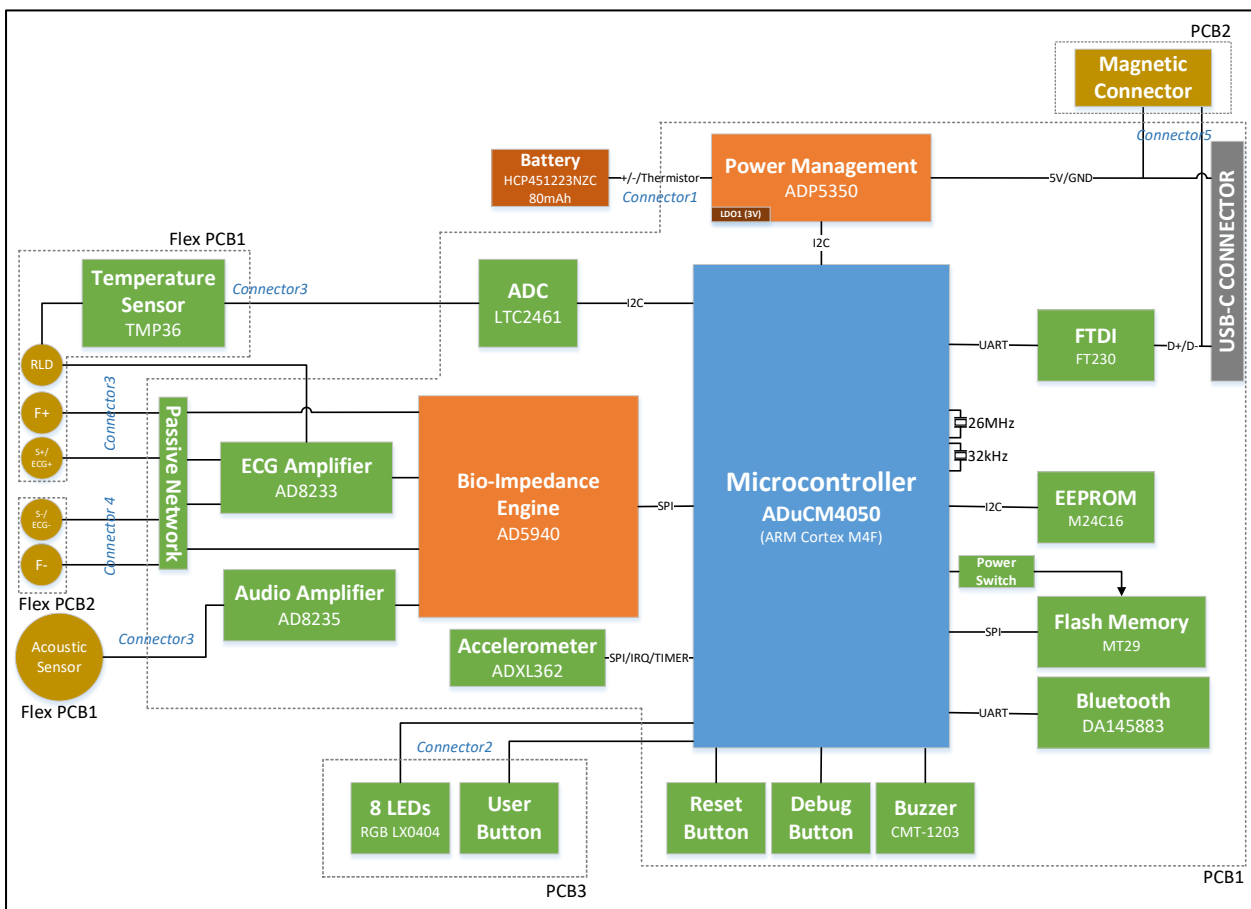 PCB2
Magnetic
Connector
Connector5
Battery
HCP451223NZC
80mAh
+/-/Thermistor
Connector1
Power Management
ADP5350
LDO1 (3V)
5V/GND
USB-C CONNECTOR
I2C
Flex PCB1
Temperature
Sensor
TMP36
Connector3
ADC
LTC2461
I2C
UART
FTDI
FT230
D+/D-
RLD
F+
S+/
ECG+
Connector3
Passive Network
ECG Amplifier
AD8233
Bio-Impedance
Engine
AD5940
SPI
Microcontroller
ADuCM4050
(ARM Cortex M4F)
26MHz
32kHz
I2C
EEPROM
M24C16
S-/
ECG-
F-
Connector 4
Flex PCB2
Power
Switch
Audio Amplifier
AD8235
Flash Memory
MT29
SPI
Acoustic
Sensor
Connector3
Flex PCB1
Accelerometer
ADXL362
SPI/IRQ/TIMER
UART
Bluetooth
DA145883
Connector2
8 LEDs
RGB LX0404
User
Button
Reset
Button
Debug
Button
Buzzer
CMT-1203
PCB3
PCB1